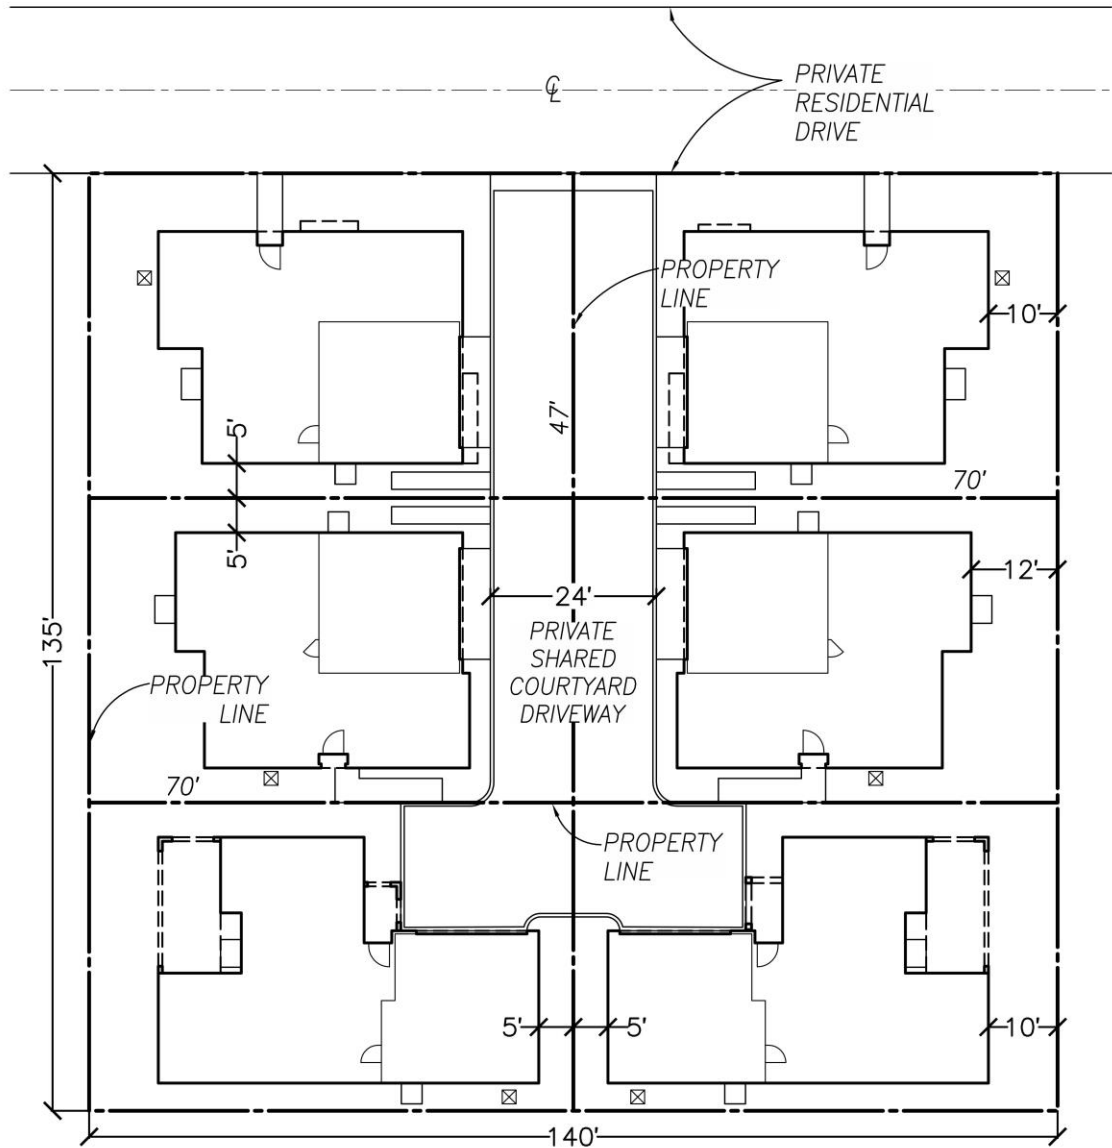 ℄
PRIVATE
RESIDENTIAL
DRIVE
PROPERTY
LINE
10'
47'
5'
70'
5'
12'
24'
135'
PRIVATE
SHARED
COURTYARD
DRIVEWAY
PROPERTY
LINE
70'
PROPERTY
LINE
5'
5'
10'
140'